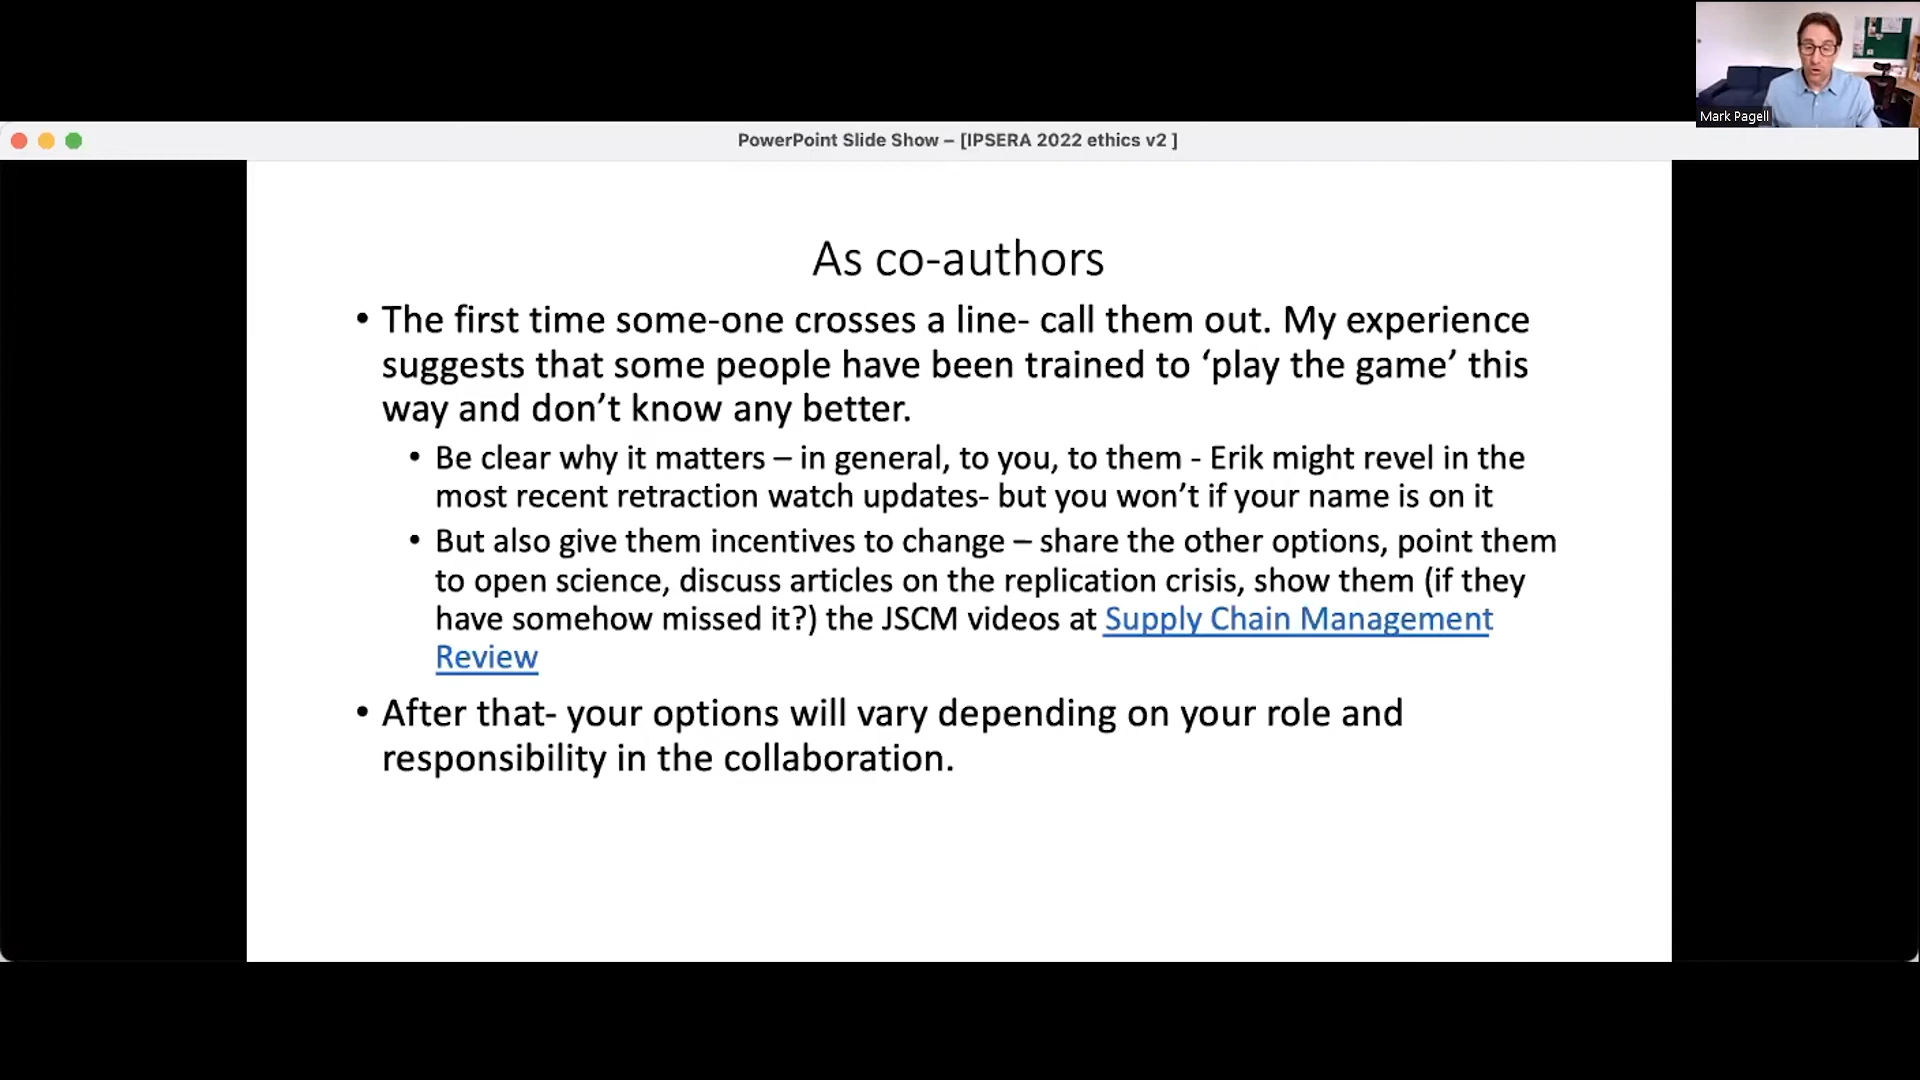 Mark Pagell
PowerPoint Slide Show – [IPSERA 2022 ethics v2 ]
As co-authors
• The first time some-one crosses a line- call them out. My experience
suggests that some people have been trained to ‘play the game’ this
way and don’t know any better.
• Be clear why it matters – in general, to you, to them - Erik might revel in the
most recent retraction watch updates- but you won’t if your name is on it
• But also give them incentives to change – share the other options, point them
to open science, discuss articles on the replication crisis, show them (if they
have somehow missed it?) the JSCM videos at Supply Chain Management
Review
• After that- your options will vary depending on your role and
responsibility in the collaboration.